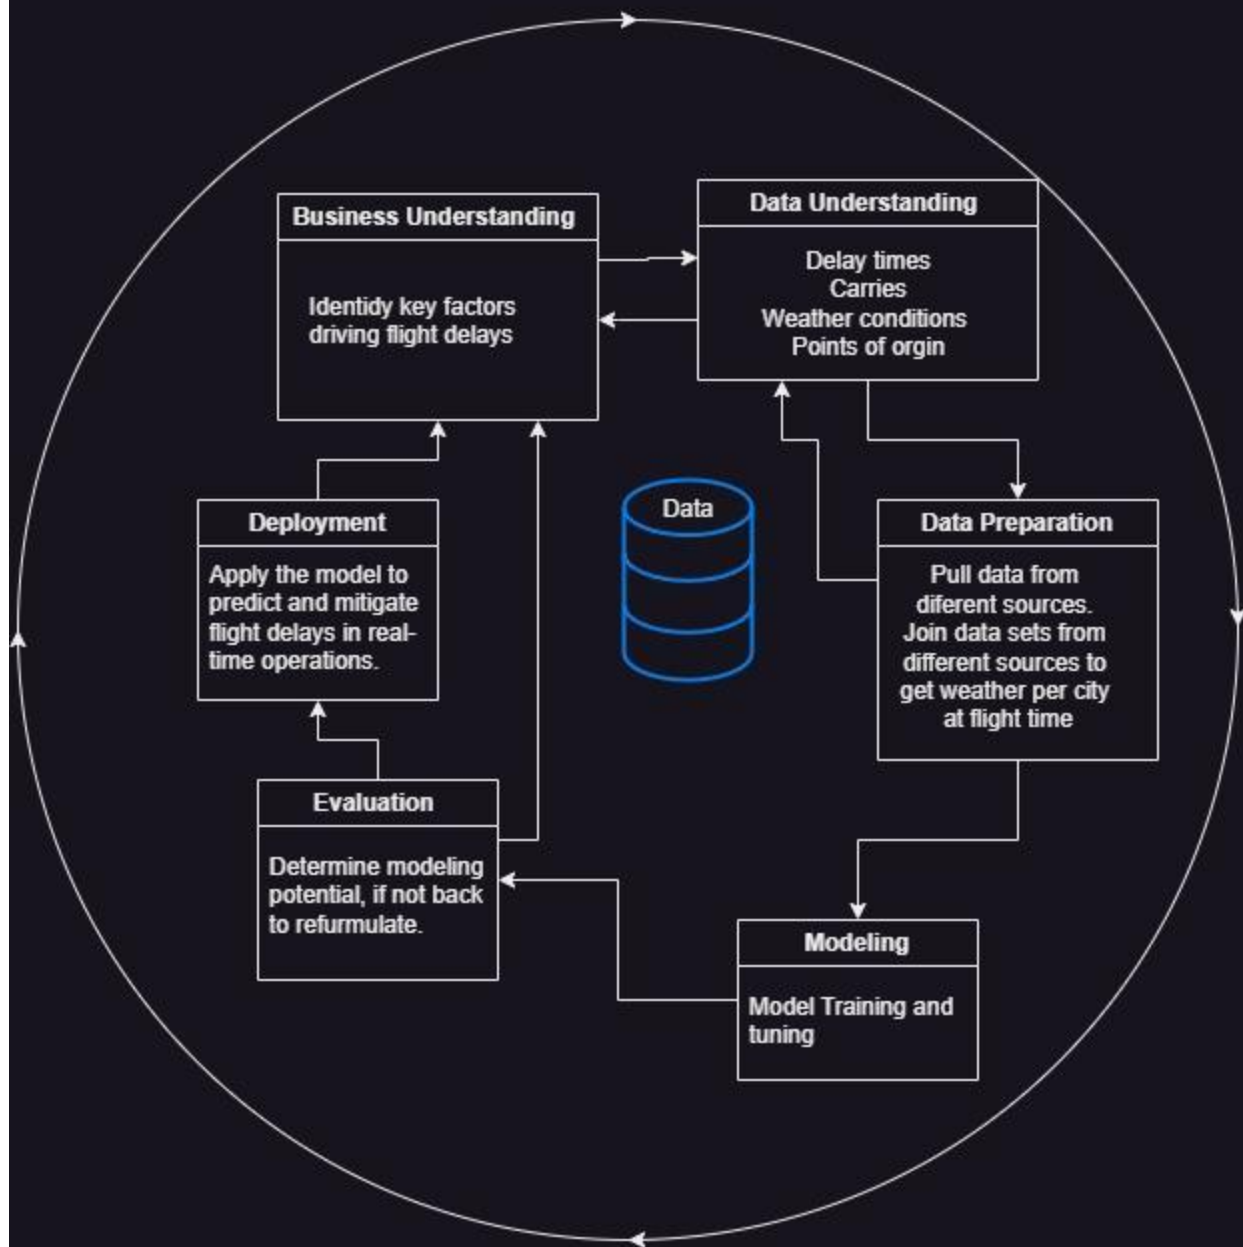 Business Understanding
Identidy key factors
driving flight delays
Data Understanding
Delay times
Carries
Weather conditions
Points of orgin
Deployment
Apply the model to
predict and mitigate
flight delays in real-
time operations.
Data
Data Preparation
Pull data from
diferent sources.
Join data sets from
different sources to
get weather per city
at flight time
Evaluation
Determine modeling
potential, if not back
to refurmulate.
Modeling
Model Training and
tuning